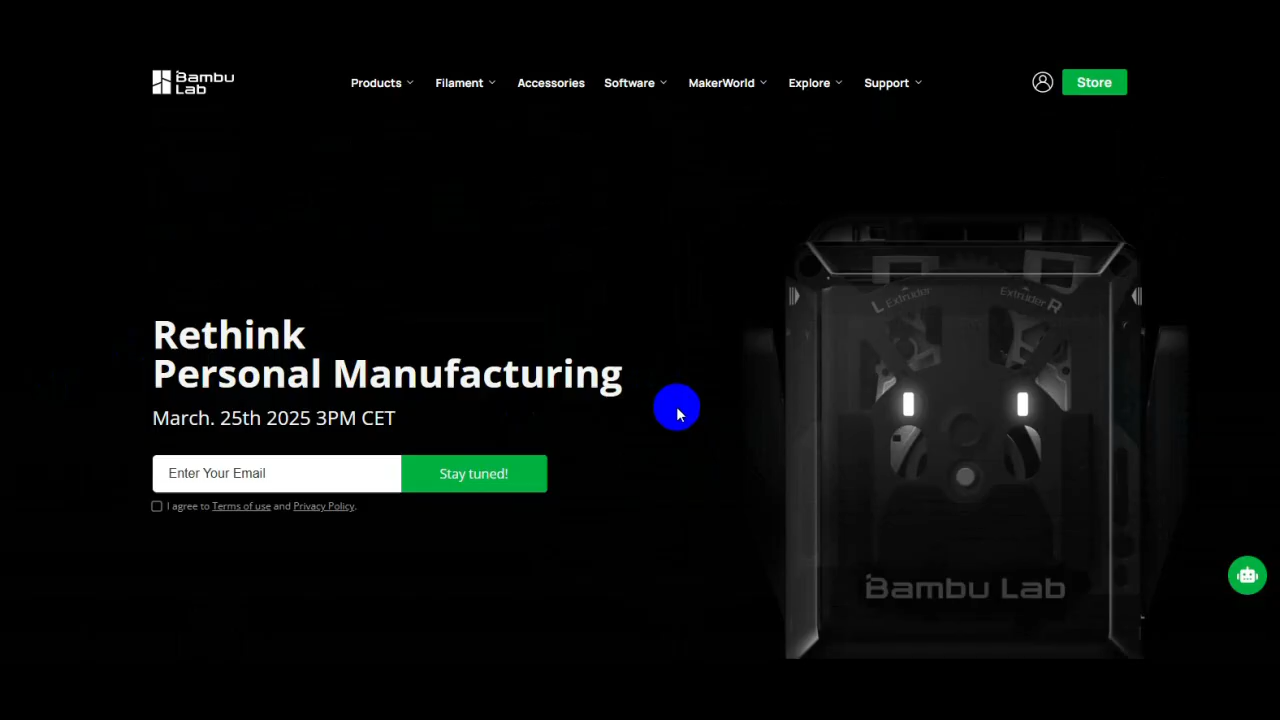 Bambu
Lab
Products
Filament
Accessories
Software
MakerWorld
Explore
Support
Store
L Extruder
Extruder R
Rethink
Personal Manufacturing
March. 25th 2025 3PM CET
Enter Your Email
Stay tuned!
I agree to Terms of use and Privacy Policy.
Bambu Lab